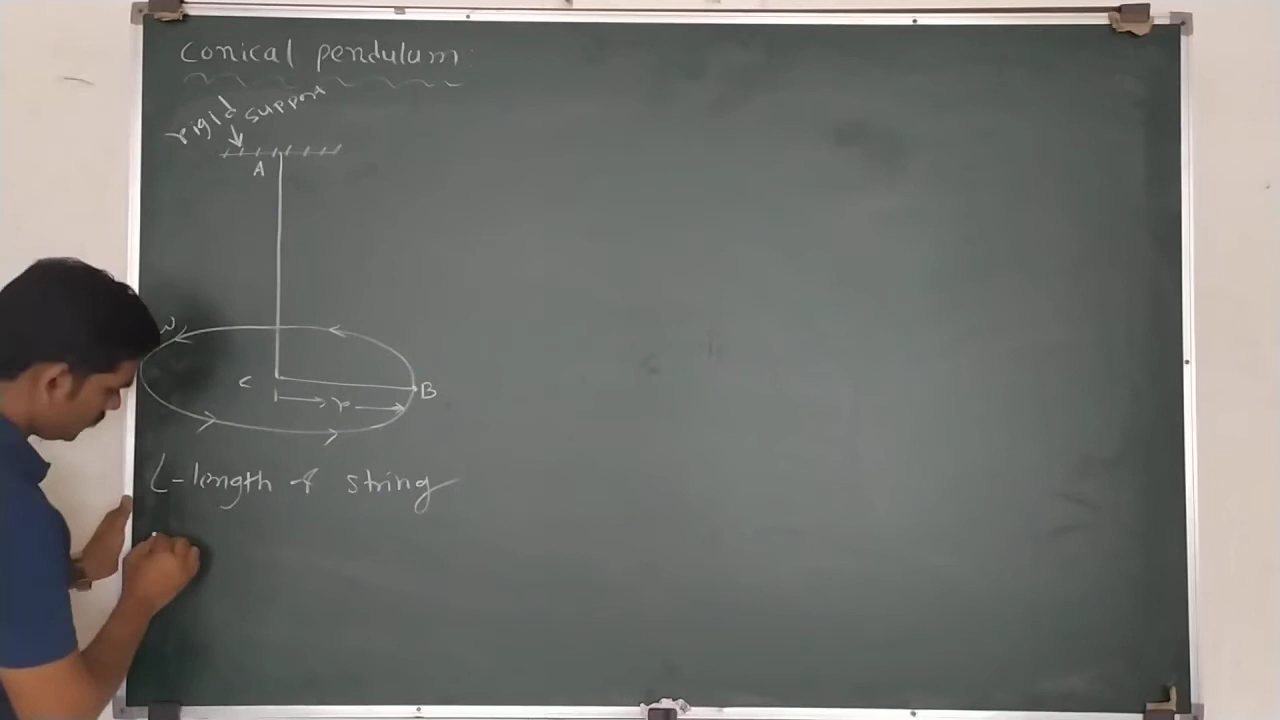 conical pendulum
rigid support
A
C
r
B
L-length of string